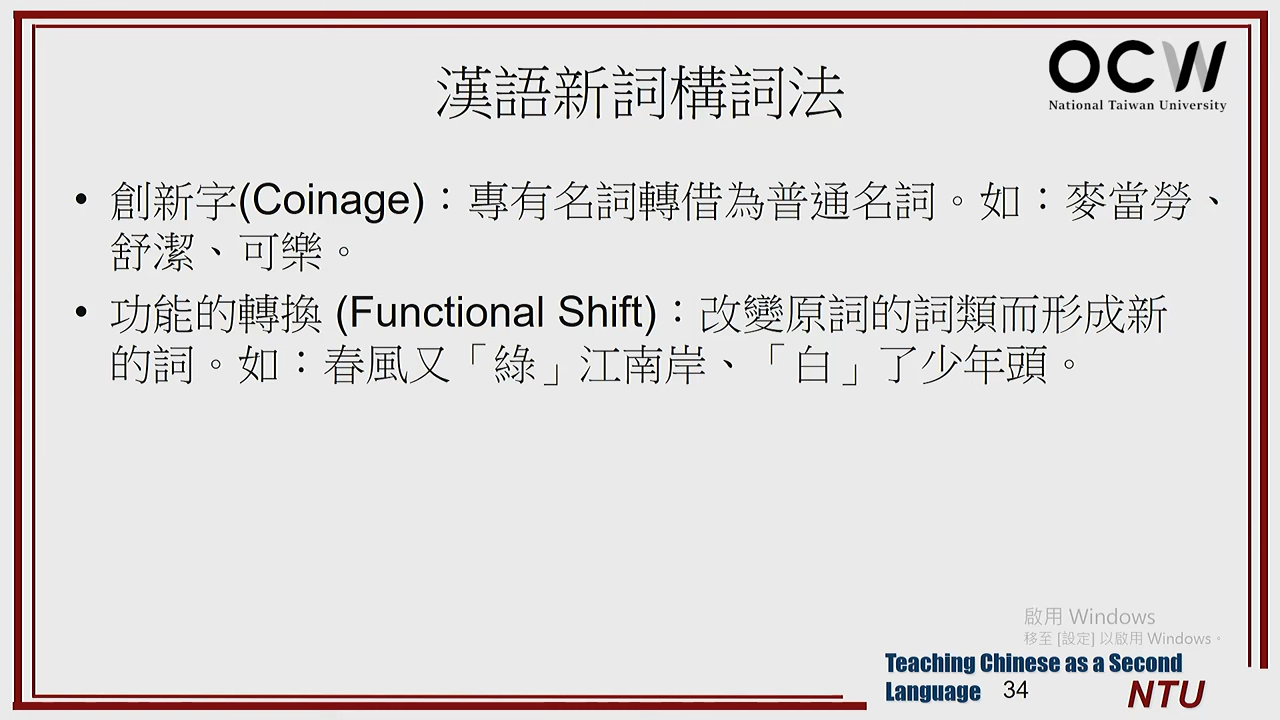 OCW
National Taiwan University
漢語新詞構詞法
• 創新字(Coinage)：專有名詞轉借為普通名詞。如：麥當勞、
舒潔、可樂。
• 功能的轉換 (Functional Shift)：改變原詞的詞類而形成新
的詞。如：春風又「綠」江南岸、「白」了少年頭。
啟用 Windows
移至 [設定] 以啟用 Windows。
Teaching Chinese as a Second
Language
34
NTU